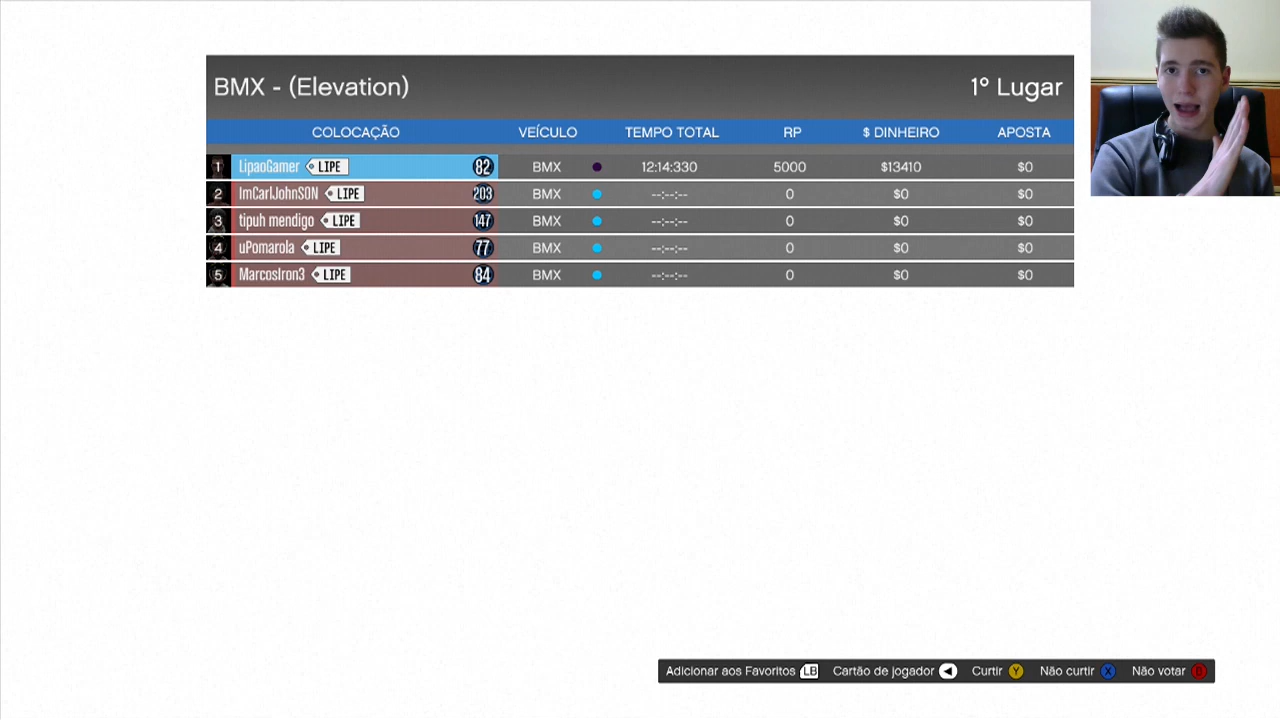 BMX - (Elevation) 1º Lugar
COLOCAÇÃO VEÍCULO TEMPO TOTAL RP $ DINHEIRO APOSTA
1 LipaoGamer LIPE 82 BMX 12:14:330 5000 $13410 $0
2 ImCarlJohnSON LIPE 203 BMX --:--:-- 0 $0 $0
3 tipuh mendigo LIPE 147 BMX --:--:-- 0 $0 $0
4 uPomarola LIPE 77 BMX --:--:-- 0 $0 $0
5 MarcosIron3 LIPE 84 BMX --:--:-- 0 $0 $0
Adicionar aos Favoritos LB Cartão de jogador Curtir Y Não curtir X Não votar B